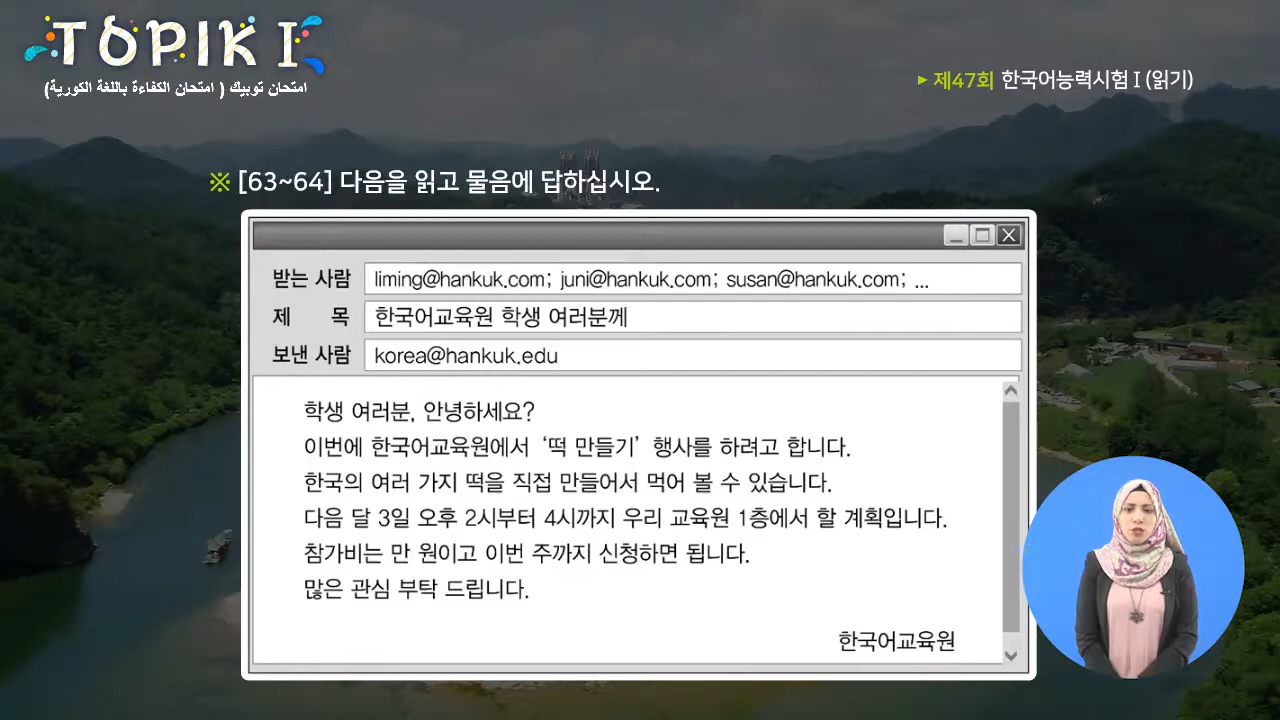 TOPIK I
امتحان توبيك ( امتحان الكفاءة باللغة الكورية)
▶ 제47회 한국어능력시험 I (읽기)
※ [63~64] 다음을 읽고 물음에 답하십시오.
받는 사람 liming@hankuk.com; juni@hankuk.com; susan@hankuk.com; ...
제 목 한국어교육원 학생 여러분께
보낸 사람 korea@hankuk.edu
학생 여러분, 안녕하세요?
이번에 한국어교육원에서 ‘떡 만들기’ 행사를 하려고 합니다.
한국의 여러 가지 떡을 직접 만들어서 먹어 볼 수 있습니다.
다음 달 3일 오후 2시부터 4시까지 우리 교육원 1층에서 할 계획입니다.
참가비는 만 원이고 이번 주까지 신청하면 됩니다.
많은 관심 부탁 드립니다.
한국어교육원